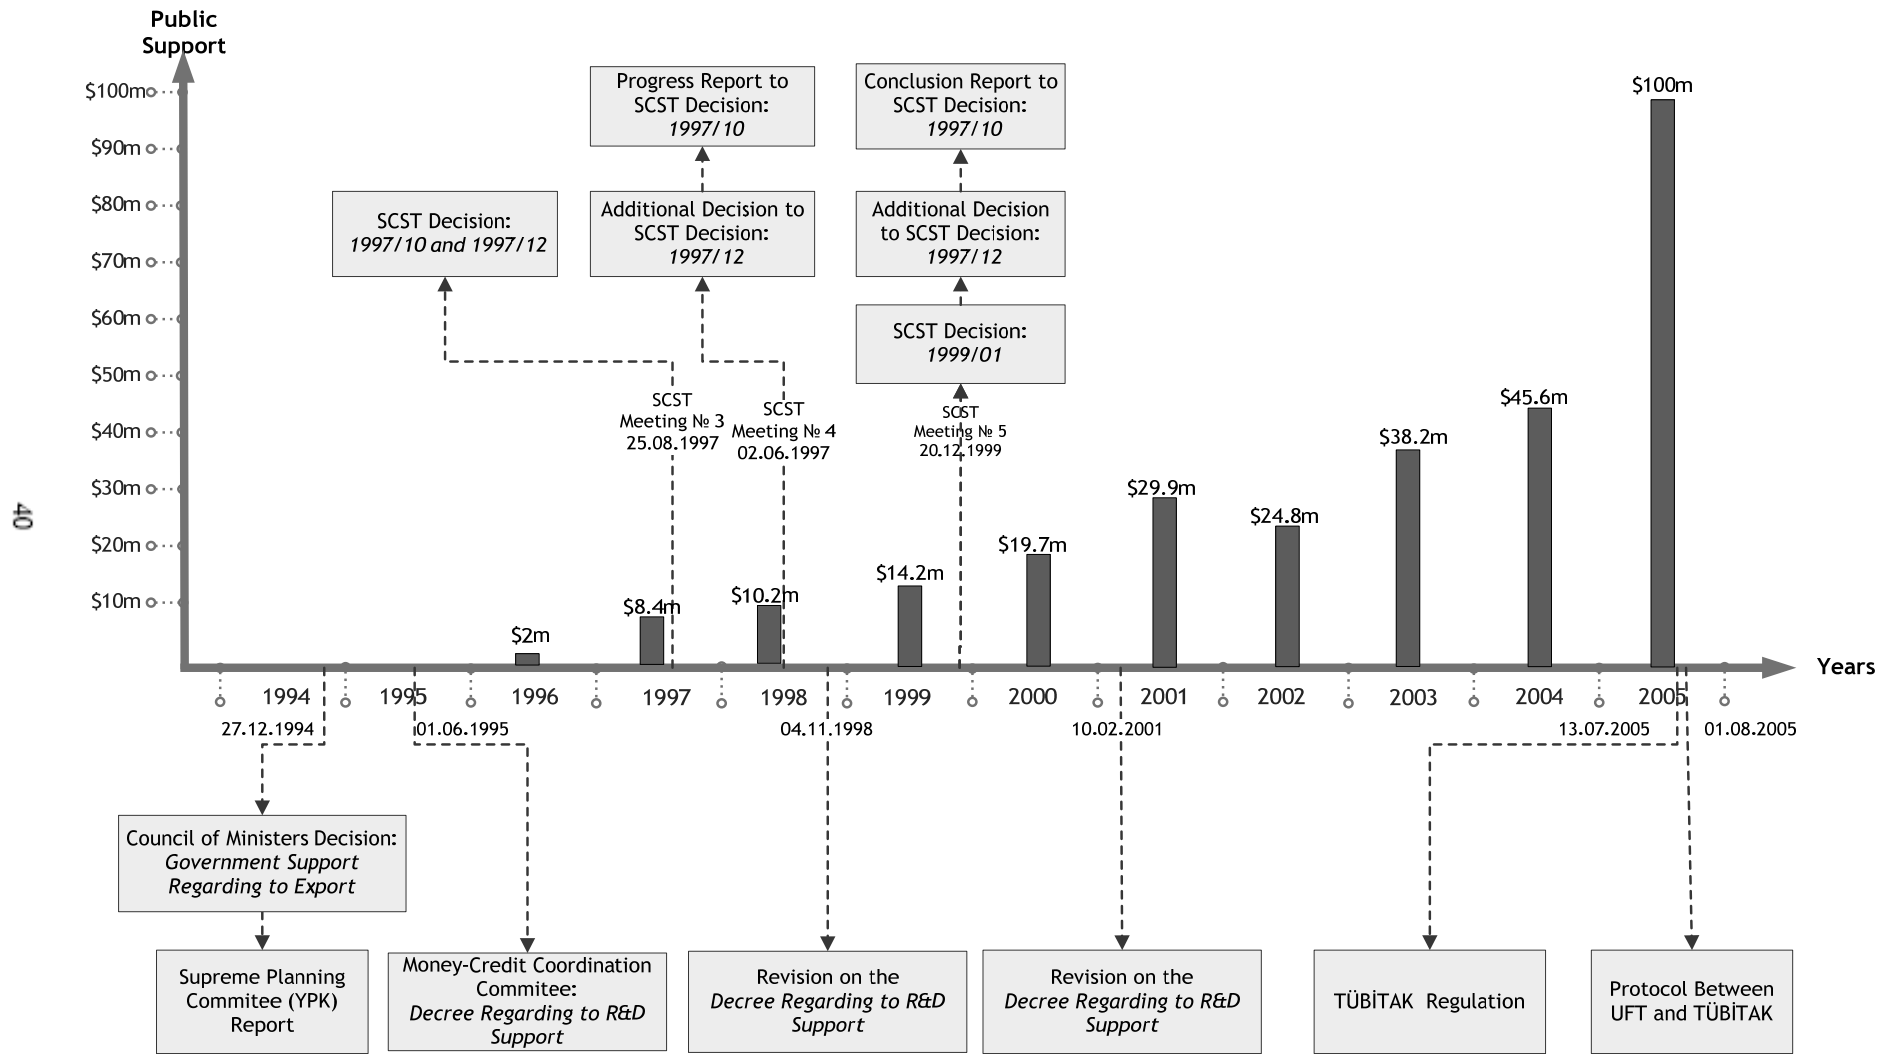 Public
Support
$100m
$90m
$80m
$70m
$60m
$50m
$40m
$30m
$20m
$10m
40
Progress Report to
SCST Decision:
1997/10
Conclusion Report to
SCST Decision:
1997/10
SCST Decision:
1997/10 and 1997/12
Additional Decision to
SCST Decision:
1997/12
Additional Decision
to SCST Decision:
1997/12
SCST Decision:
1999/01
SCST
Meeting № 3
25.08.1997
SCST
Meeting № 4
02.06.1997
SCST
Meeting № 5
20.12.1999
$2m
$8.4m
$10.2m
$14.2m
$19.7m
$29.9m
$24.8m
$38.2m
$45.6m
$100m
Years
1994
1995
1996
1997
1998
1999
2000
2001
2002
2003
2004
2005
27.12.1994
01.06.1995
04.11.1998
10.02.2001
13.07.2005
01.08.2005
Council of Ministers Decision:
Government Support
Regarding to Export
Supreme Planning
Commitee (YPK)
Report
Money-Credit Coordination
Commitee:
Decree Regarding to R&D
Support
Revision on the
Decree Regarding to R&D
Support
Revision on the
Decree Regarding to R&D
Support
TÜBİTAK Regulation
Protocol Between
UFT and TÜBİTAK